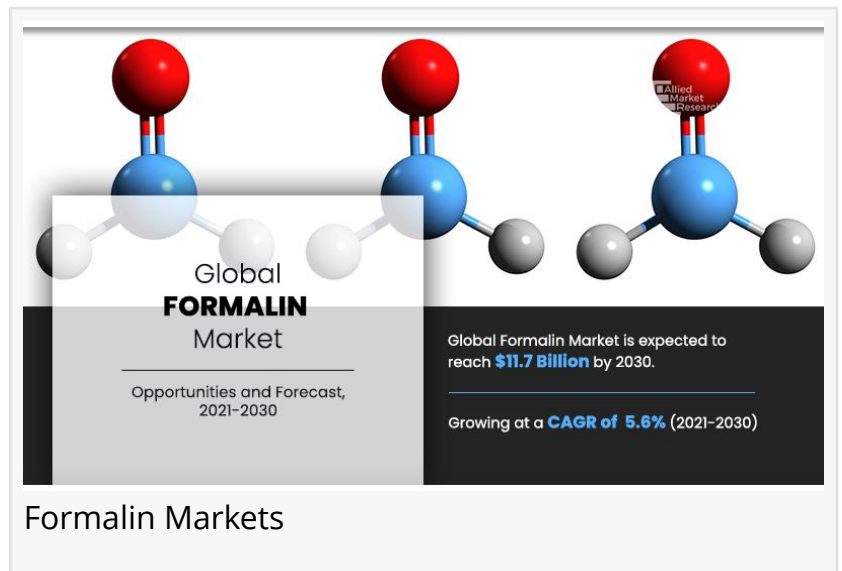 Allied
Market
Research
Global
FORMALIN
Market
Opportunities and Forecast,
2021-2030
Global Formalin Market is expected to
reach $11.7 Billion by 2030.
Growing at a CAGR of 5.6% (2021-2030)
Formalin Markets